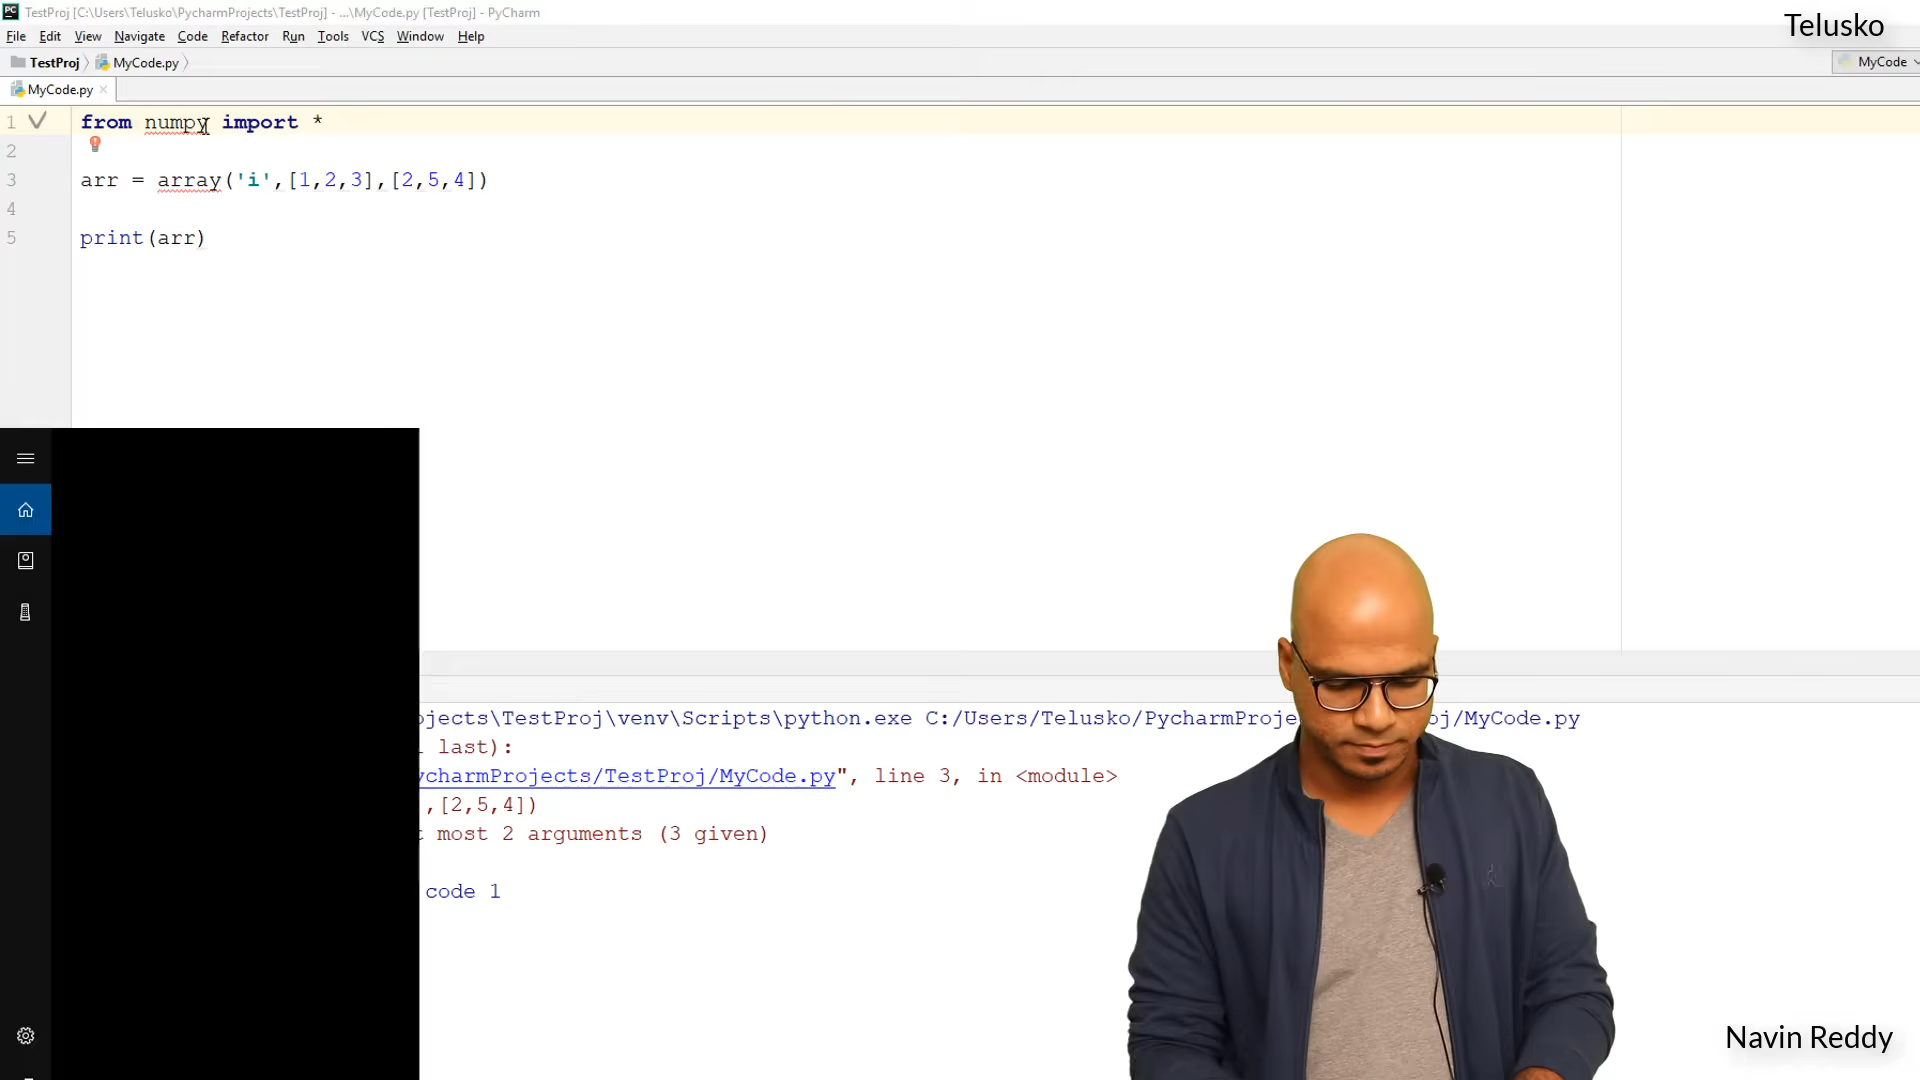 PC TestProj [C:\Users\Telusko\PycharmProjects\TestProj] - ...\MyCode.py [TestProj] - PyCharm
Telusko
File Edit View Navigate Code Refactor Run Tools VCS Window Help
TestProj MyCode.py
MyCode
MyCode.py
1 from numpy import *
2
3 arr = array('i',[1,2,3],[2,5,4])
4
5 print(arr)
jects\TestProj\venv\Scripts\python.exe C:/Users/Telusko/PycharmProje oj/MyCode.py
last):
ycharmProjects/TestProj/MyCode.py", line 3, in <module>
,[2,5,4])
most 2 arguments (3 given)
code 1
Navin Reddy